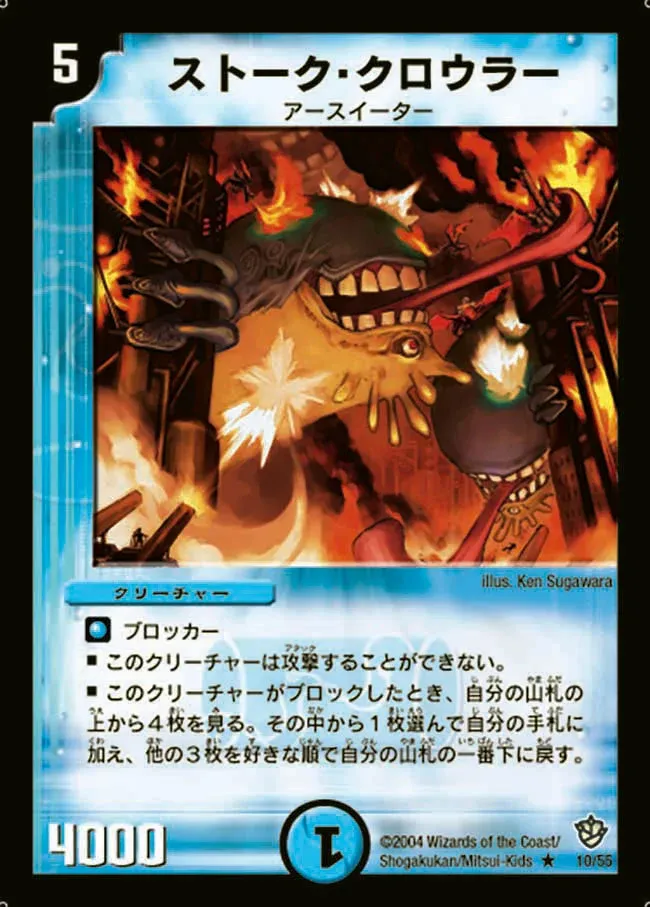 5
ストーク・クロウラー
アースイーター
illus. Ken Sugawara
クリーチャー
ブロッカー
■ このクリーチャーは攻撃することができない。
■ このクリーチャーがブロックしたとき、自分の山札の
上から４枚を見る。その中から１枚選んで自分の手札に
加え、他の３枚を好きな順で自分の山札の一番下に戻す。
4000
1
©2004 Wizards of the Coast/
Shogakukan/Mitsui-Kids ★ 10/55